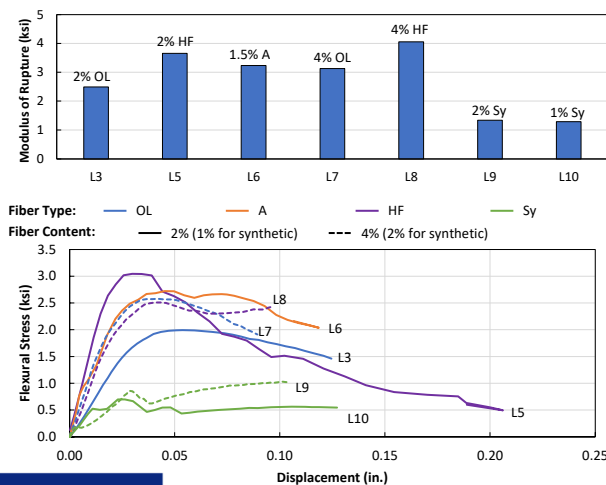 Modulus of Rupture (ksi)
5
4
3
2
1
0
2% OL
2% HF
1.5% A
4% OL
4% HF
2% Sy
1% Sy
L3 L5 L6 L7 L8 L9 L10
Fiber Type: OL A HF Sy
Fiber Content: 2% (1% for synthetic) 4% (2% for synthetic)
Flexural Stress (ksi)
3.5
3.0
2.5
2.0
1.5
1.0
0.5
0.0
L8
L6
L7
L3
L9
L10
L5
0.00 0.05 0.10 0.15 0.20 0.25
Displacement (in.)